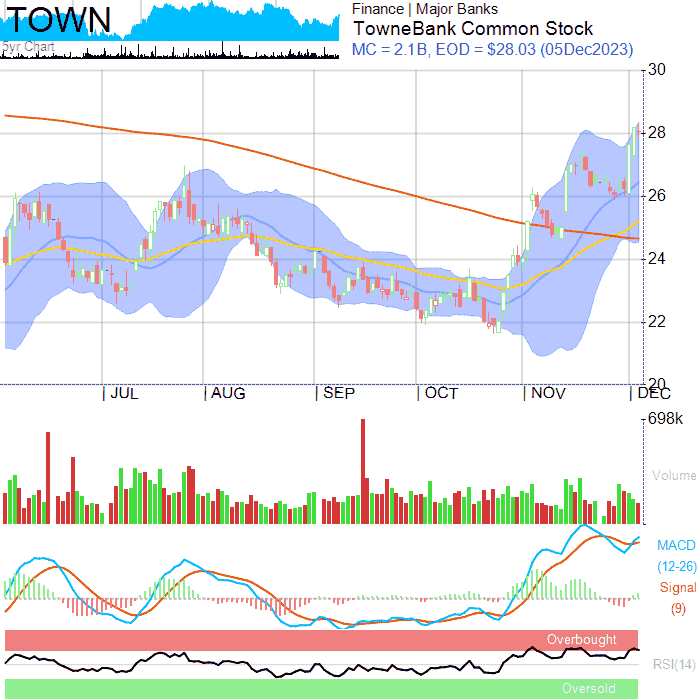 TOWN
5yr Chart
Finance | Major Banks
TowneBank Common Stock
MC = 2.1B, EOD = $28.03 (05Dec2023)
30
28
26
24
22
20
JUL
AUG
SEP
OCT
NOV
DEC
698k
Volume
MACD
(12-26)
Signal
(9)
Overbought
RSI(14)
Oversold